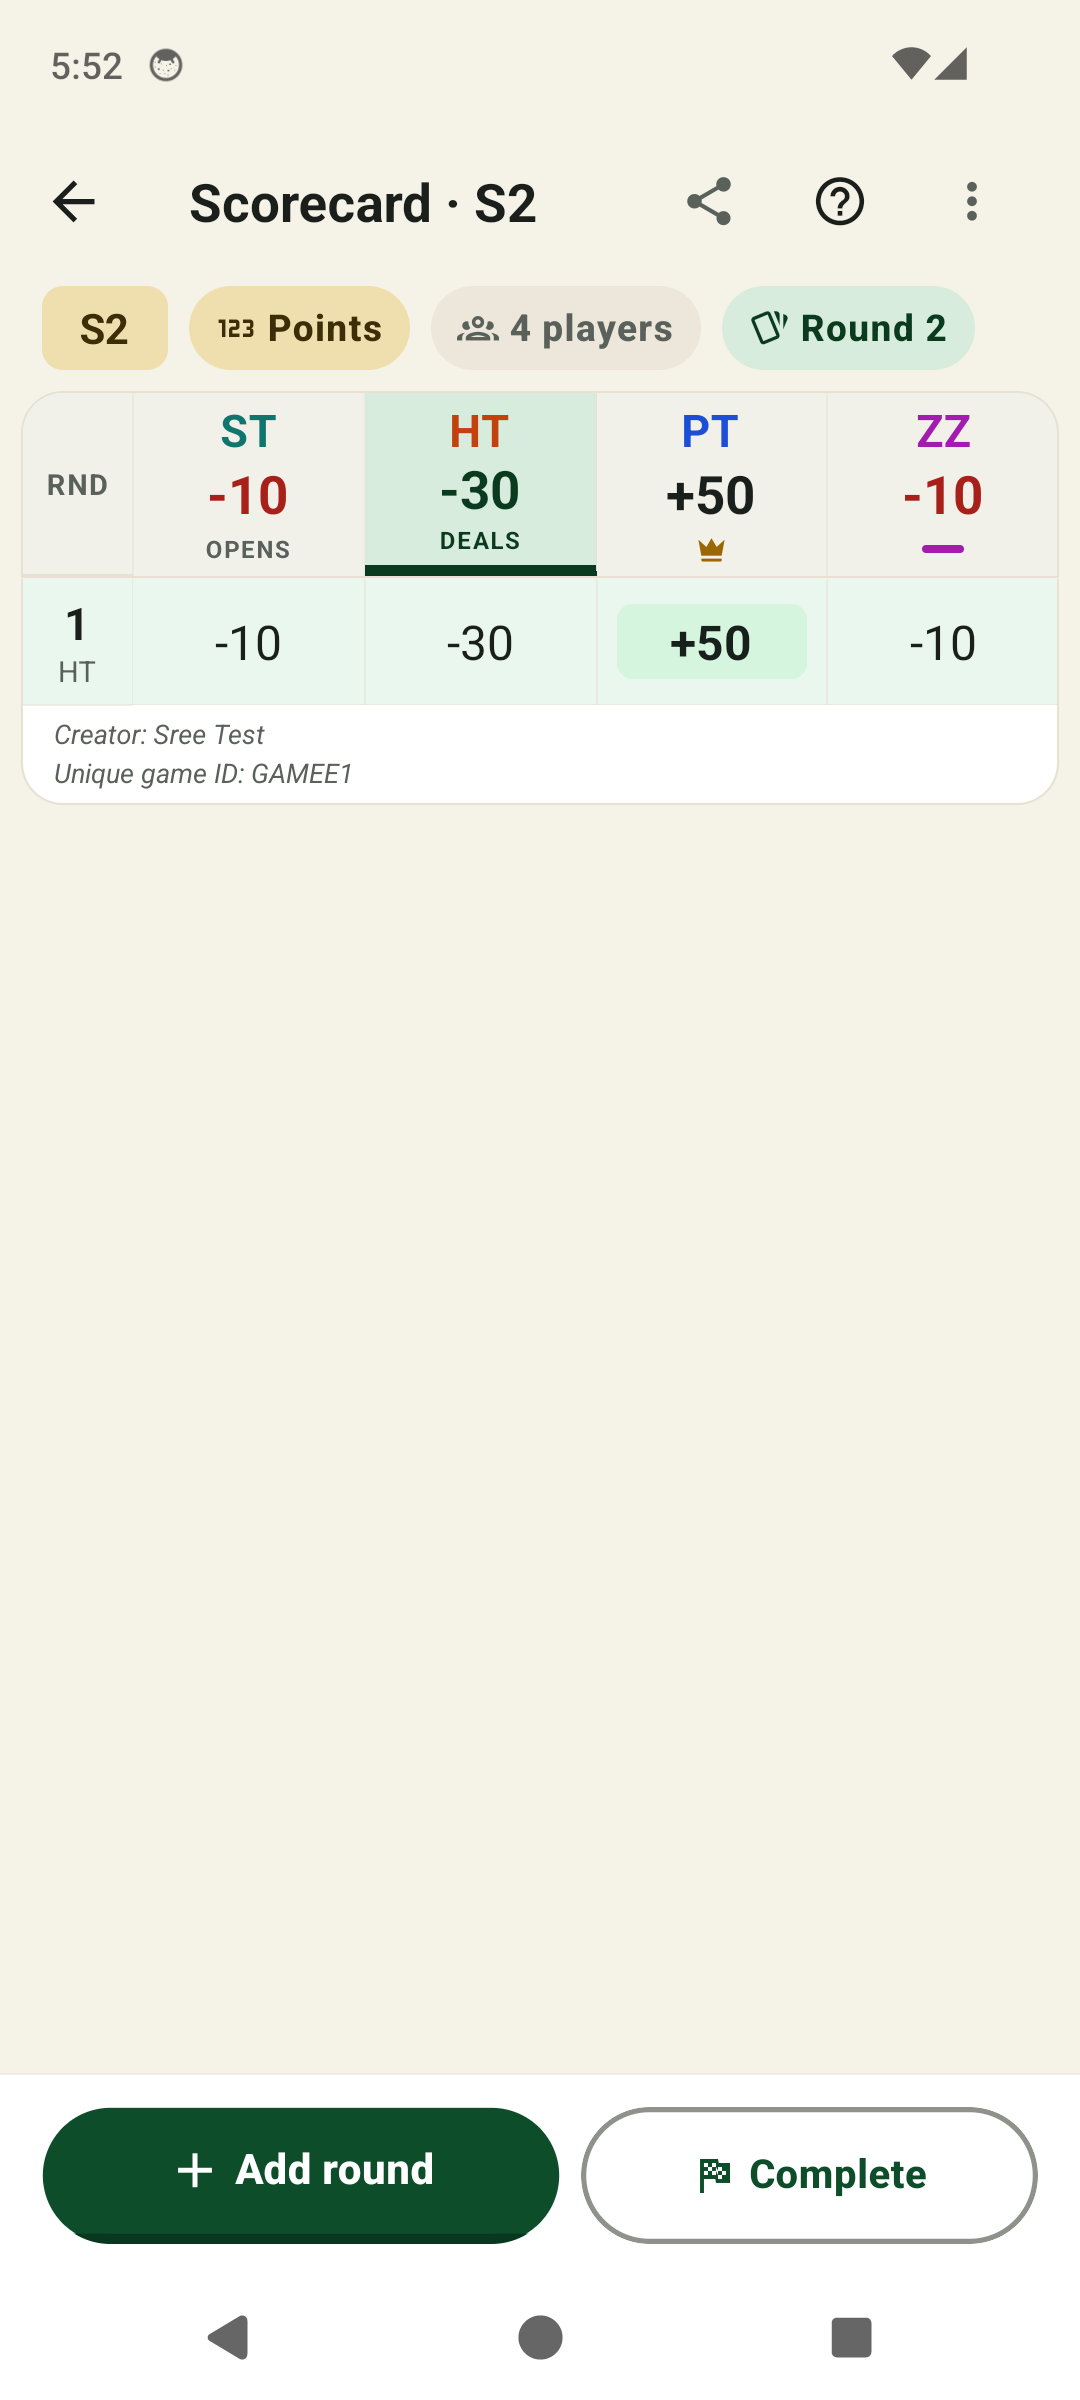 5:52
Scorecard · S2
S2
123 Points
4 players
Round 2
RND
ST
HT
PT
ZZ
-10
-30
+50
-10
OPENS
DEALS
1
HT
-10
-30
+50
-10
Creator: Sree Test
Unique game ID: GAMEE1
Add round
Complete